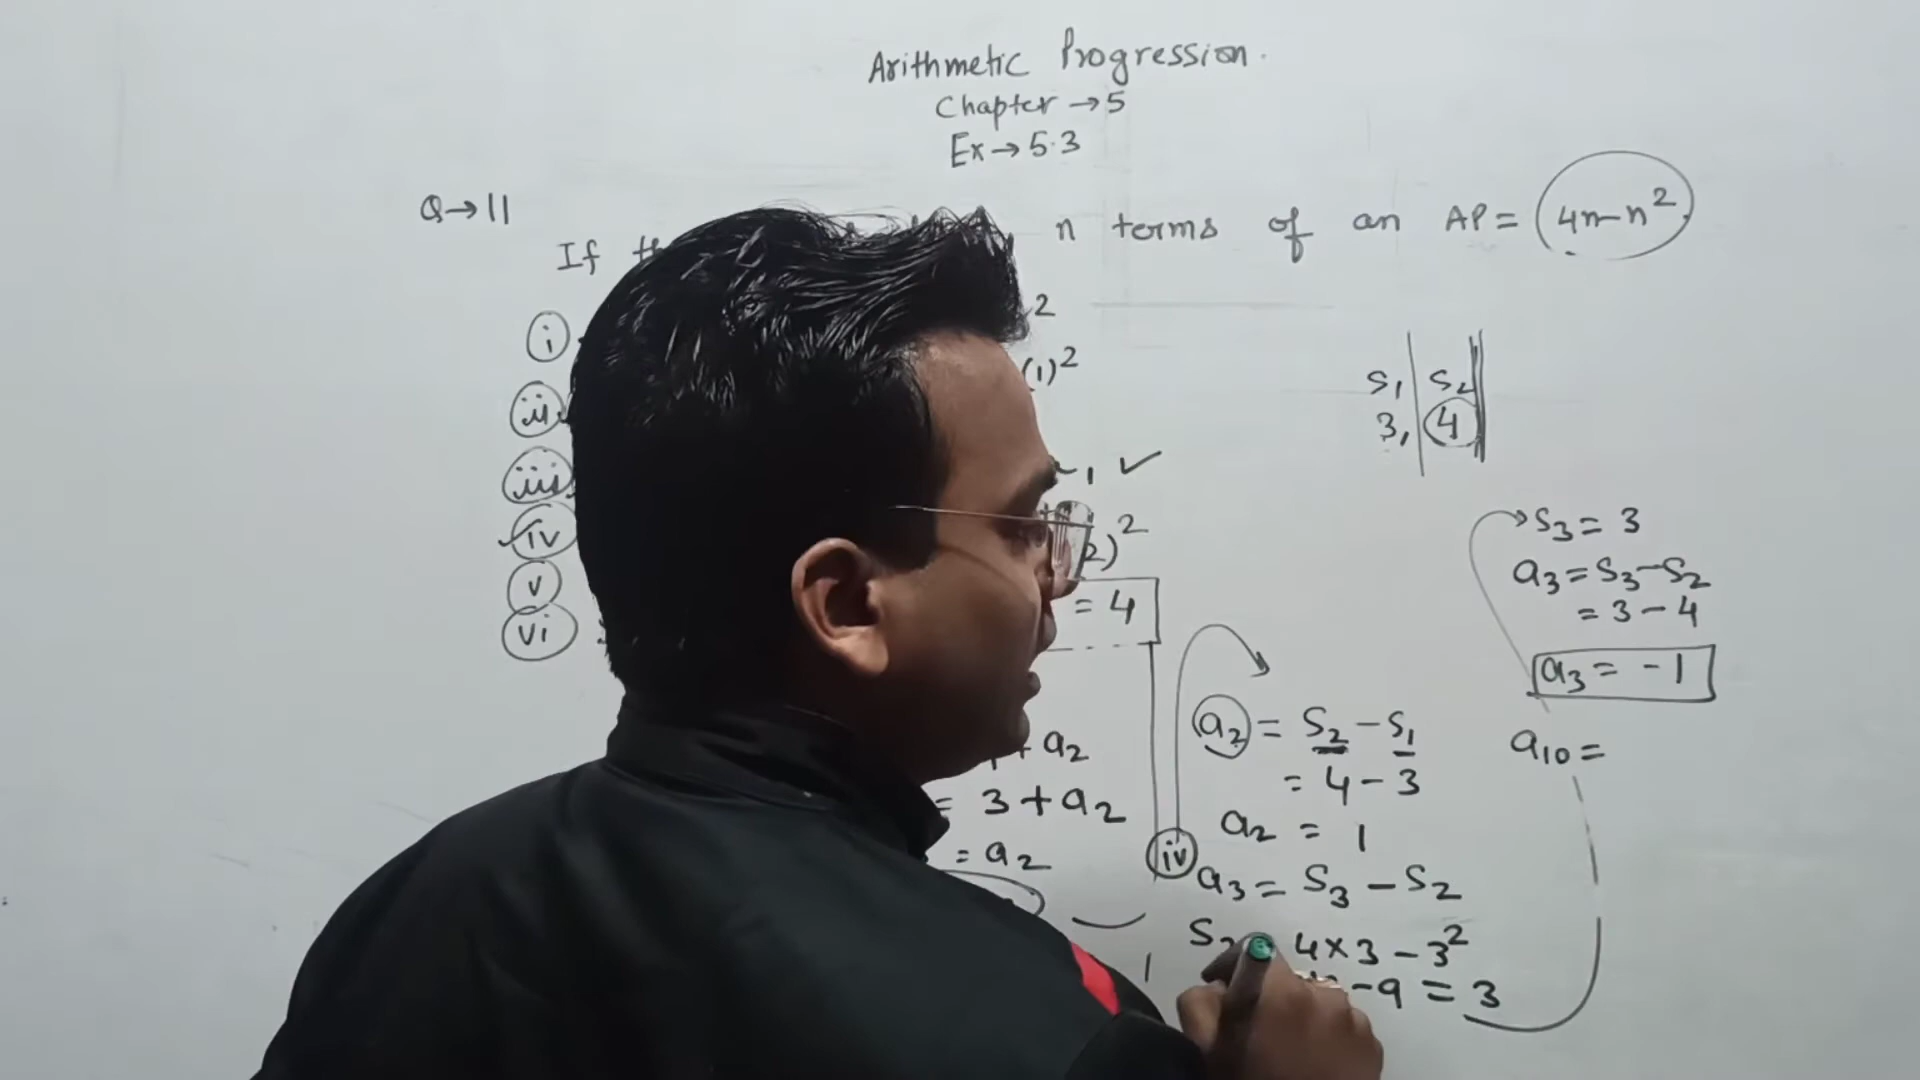 Arithmetic Progression.
Chapter → 5
Ex → 5.3
Q → 11
If n terms of an AP = 4n-n²
i
ii
iii
iv
v
vi
2
(1)²
1 ✓
2)²
= 4
S₁ S₂
3, 4
+ a₂
= 3 + a₂
= a₂
iv
a₂ = S₂ - S₁
= 4 - 3
a₂ = 1
a₃ = S₃ - S₂
4×3 - 3²
-9 = 3
S₃ = 3
a₃ = S₃ - S₂
= 3 - 4
a₃ = -1
a₁₀ =